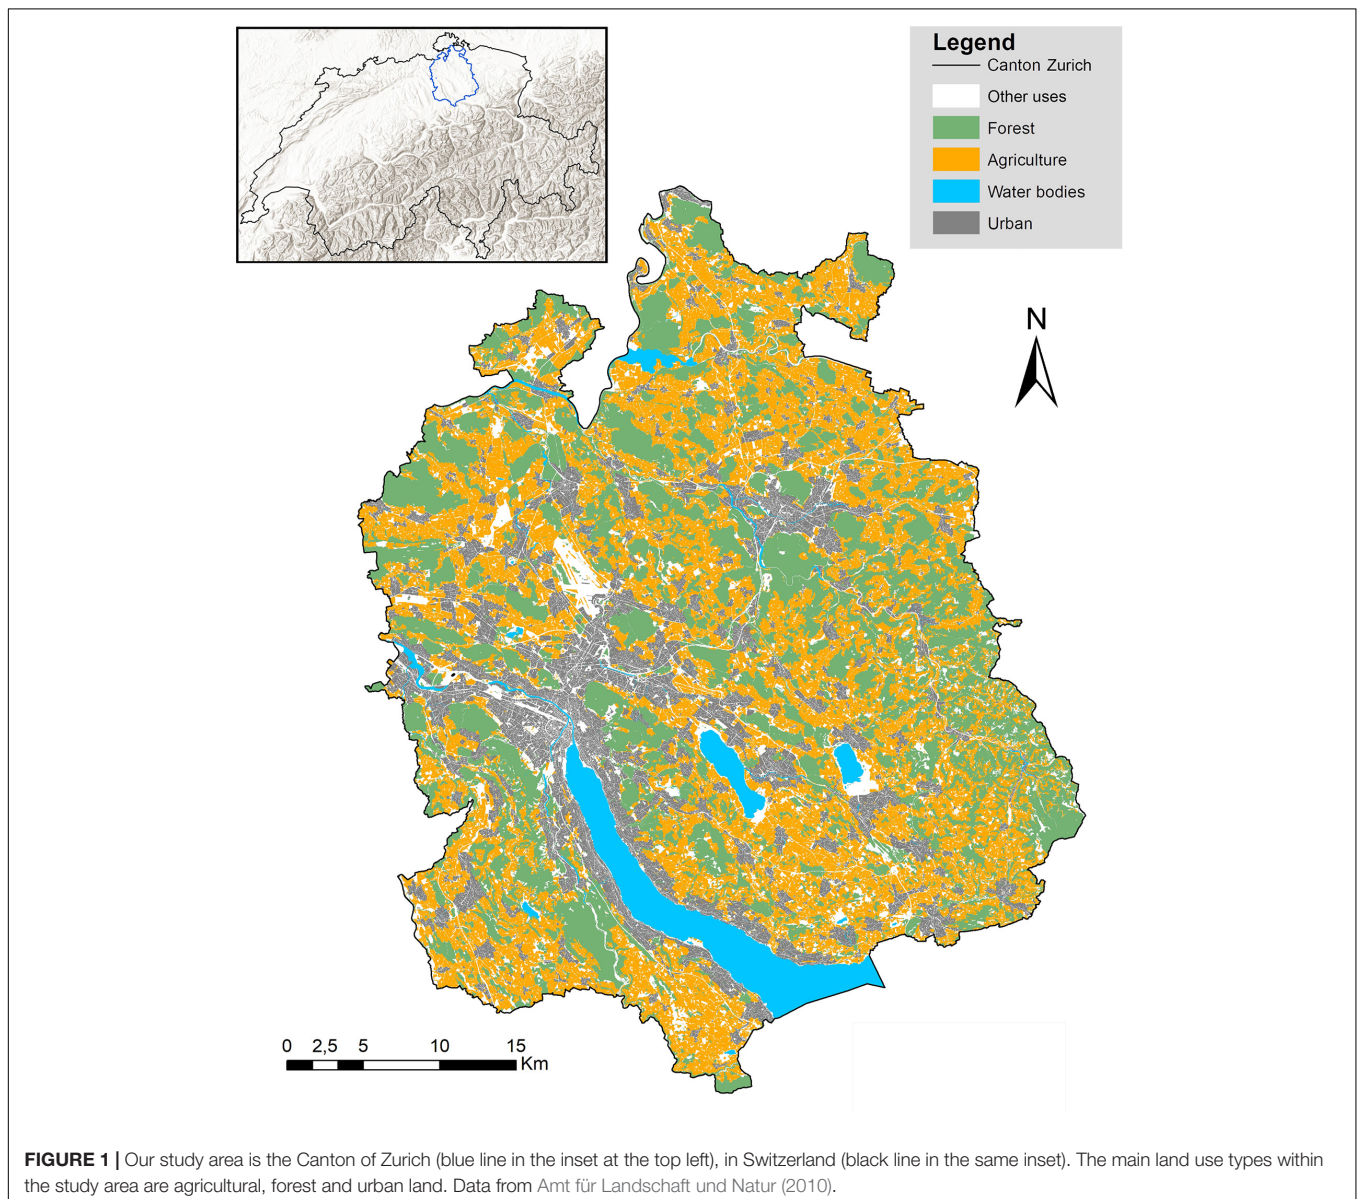 Legend
Canton Zurich
Other uses
Forest
Agriculture
Water bodies
Urban
N
0 2,5 5 10 15
Km
FIGURE 1 | Our study area is the Canton of Zurich (blue line in the inset at the top left), in Switzerland (black line in the same inset). The main land use types within
the study area are agricultural, forest and urban land. Data from Amt für Landschaft und Natur (2010).